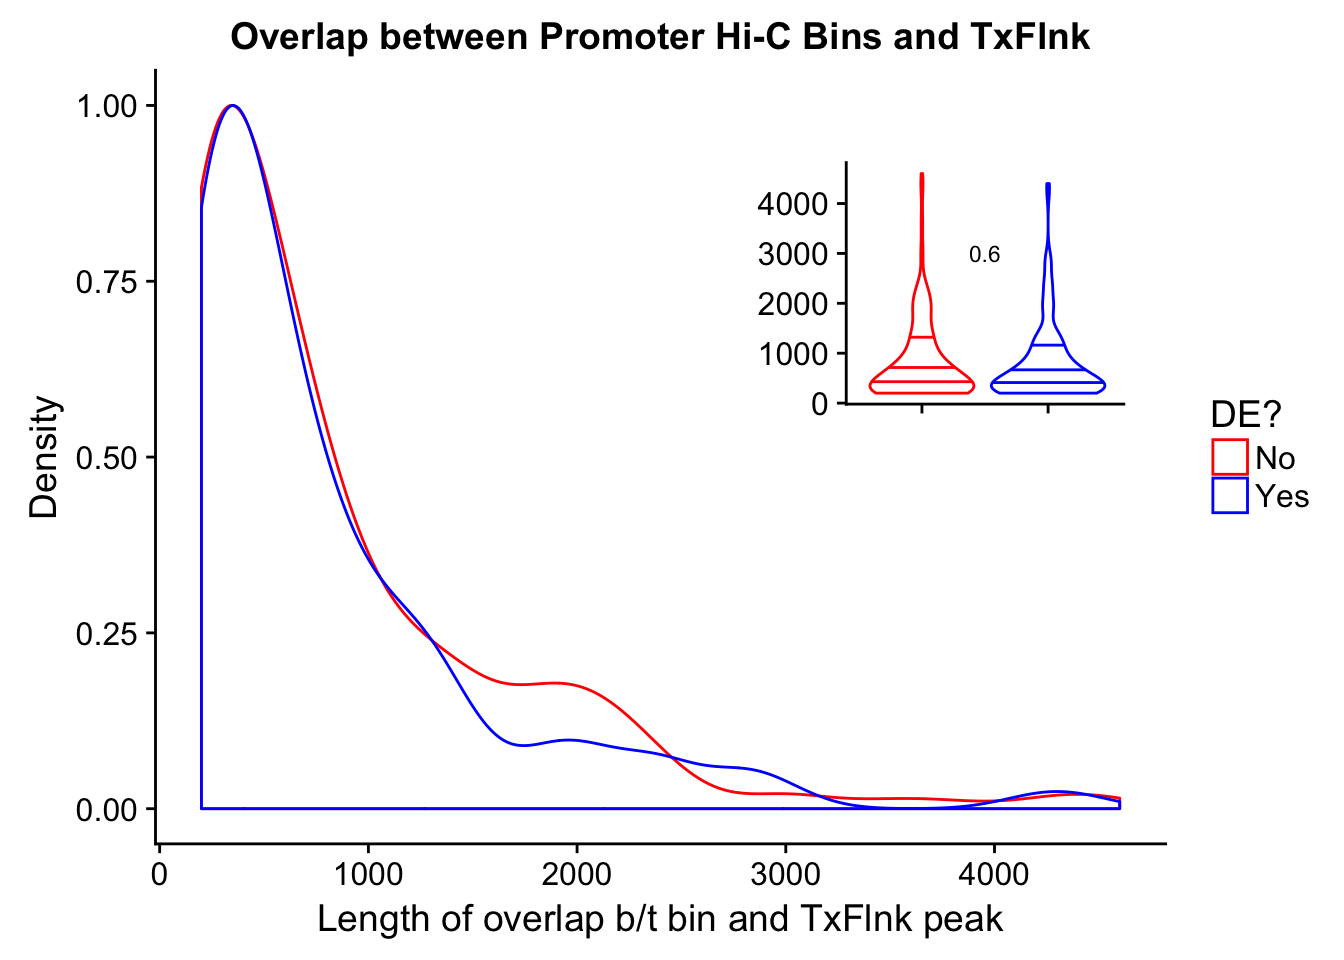 Overlap between Promoter Hi-C Bins and TxFlnk
1.00
0.75
0.50
0.25
0.00
Density
0
1000
2000
3000
4000
Length of overlap b/t bin and TxFlnk peak
4000
3000
2000
1000
0
0.6
DE?
No
Yes